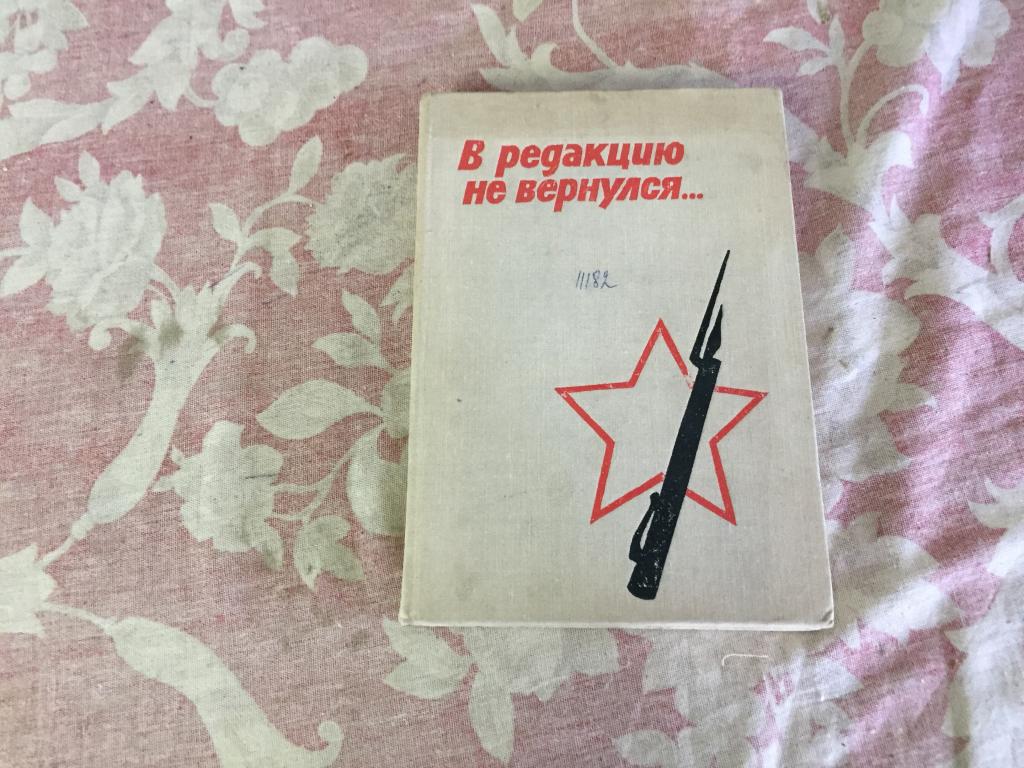 В редакцию
не вернулся...
11182